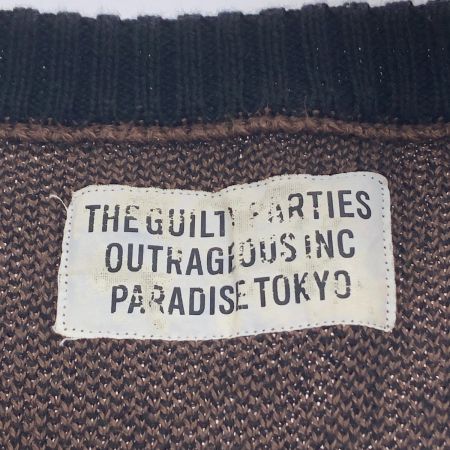 THE GUILTY PARTIES
OUTRAGEOUS INC
PARADISE TOKYO